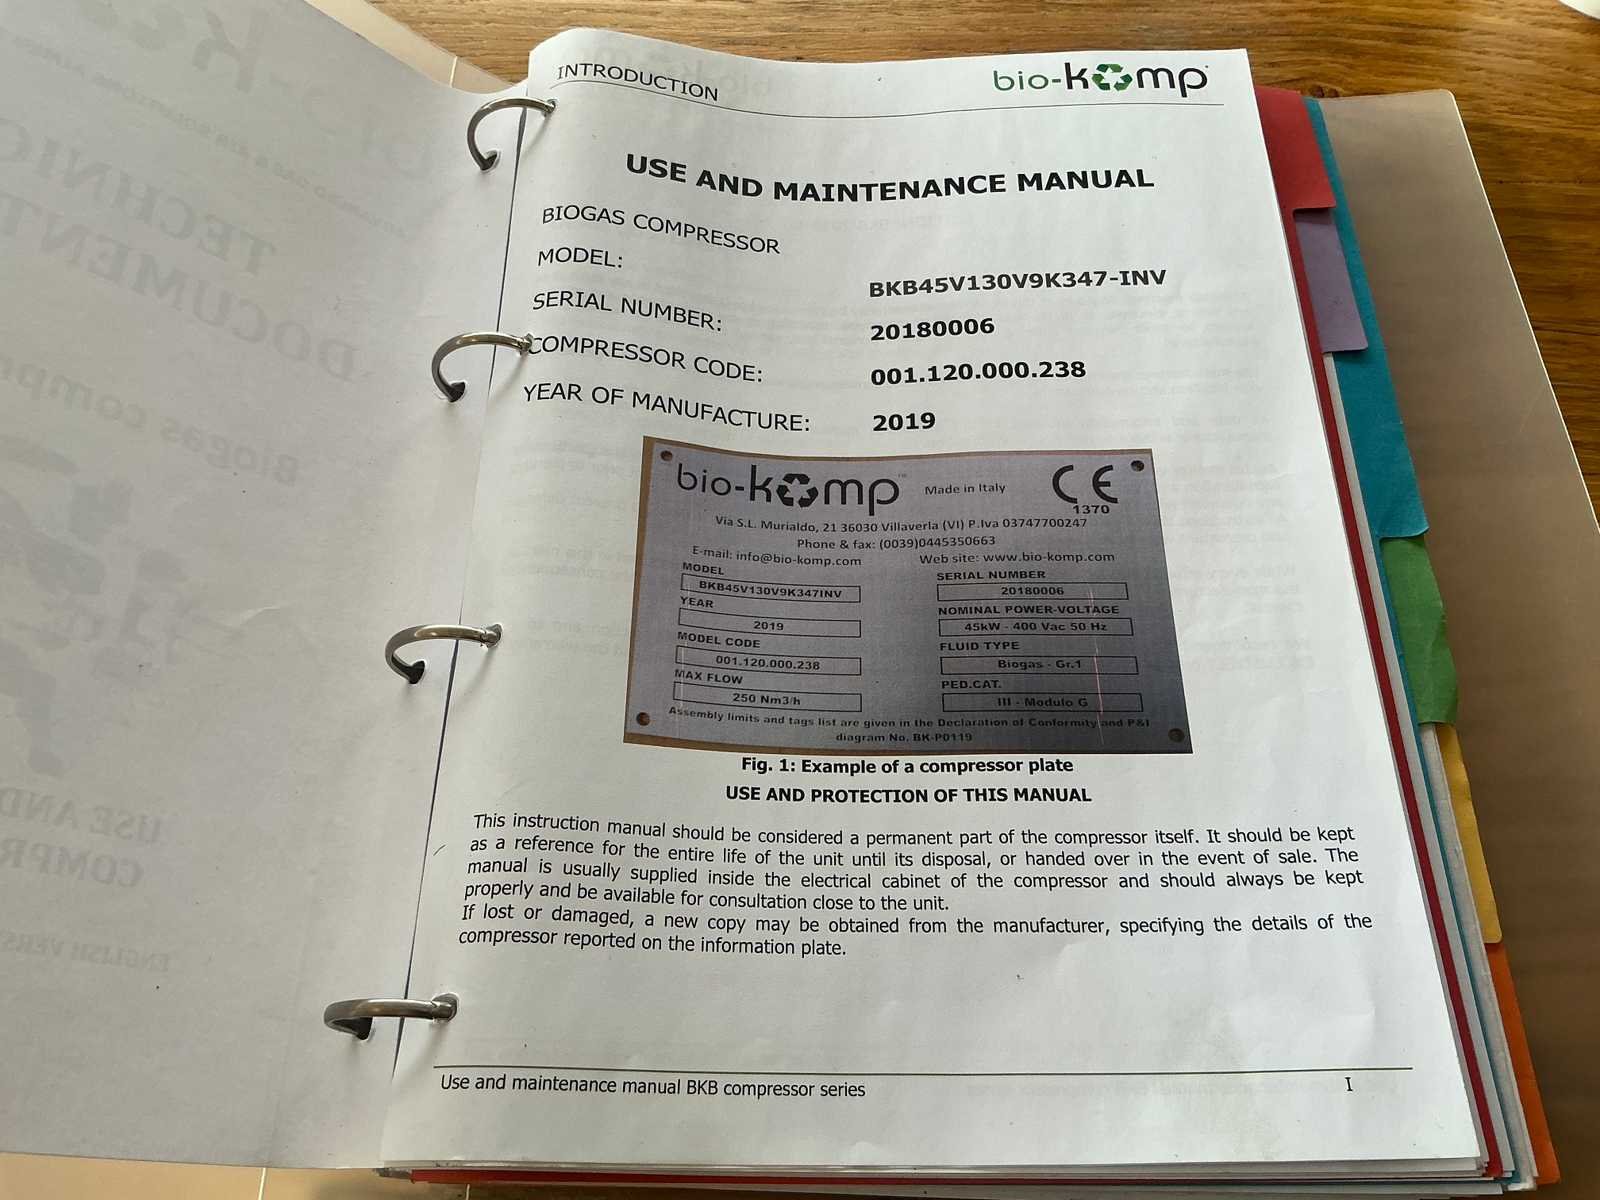 INTRODUCTION
bio-komp
USE AND MAINTENANCE MANUAL
BIOGAS COMPRESSOR
MODEL: BKB45V130V9K347-INV
SERIAL NUMBER: 20180006
COMPRESSOR CODE: 001.120.000.238
YEAR OF MANUFACTURE: 2019
bio-komp™ Made in Italy CE
1370
Via S.L. Murialdo, 21 36030 Villaverla (VI) P.Iva 03747700247
Phone & fax: (0039)0445350663
E-mail: info@bio-komp.com Web site: www.bio-komp.com
MODEL
BKB45V130V9K347INV
YEAR
2019
MODEL CODE
001.120.000.238
MAX FLOW
250 Nm3/h
SERIAL NUMBER
20180006
NOMINAL POWER-VOLTAGE
45kW - 400 Vac 50 Hz
FLUID TYPE
Biogas - Gr.1
PED.CAT.
III - Modulo G
Assembly limits and tags list are given in the Declaration of Conformity and P&I
diagram No. BK-P0119
Fig. 1: Example of a compressor plate
USE AND PROTECTION OF THIS MANUAL
This instruction manual should be considered a permanent part of the compressor itself. It should be kept
as a reference for the entire life of the unit until its disposal, or handed over in the event of sale. The
manual is usually supplied inside the electrical cabinet of the compressor and should always be kept
properly and be available for consultation close to the unit.
If lost or damaged, a new copy may be obtained from the manufacturer, specifying the details of the
compressor reported on the information plate.
Use and maintenance manual BKB compressor series I